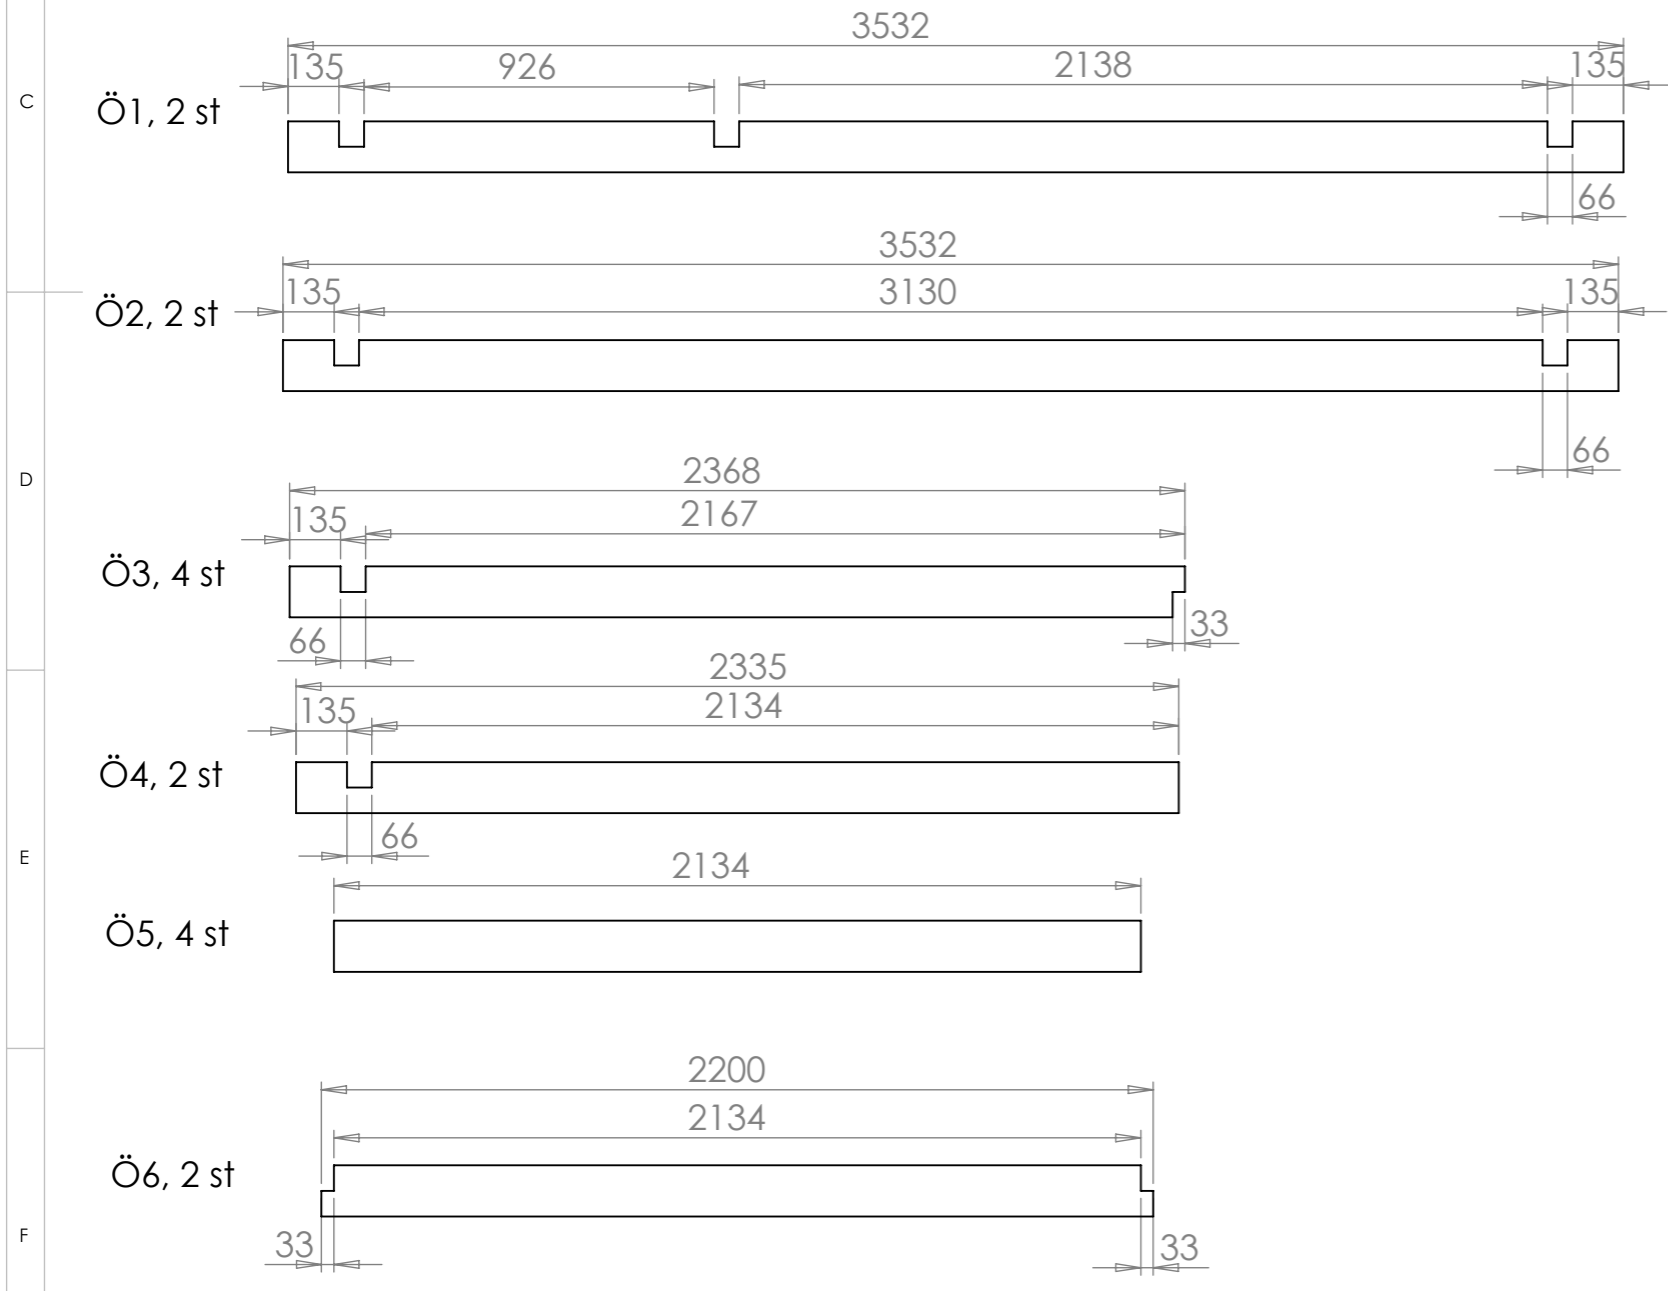 3532
135 926 2138 135
C
Ö1, 2 st
66
3532
135 3130 135
Ö2, 2 st
66
2368
D
135 2167
Ö3, 4 st
33
66
2335
135 2134
Ö4, 2 st
66
E
2134
Ö5, 4 st
2200
2134
Ö6, 2 st
F
33 33